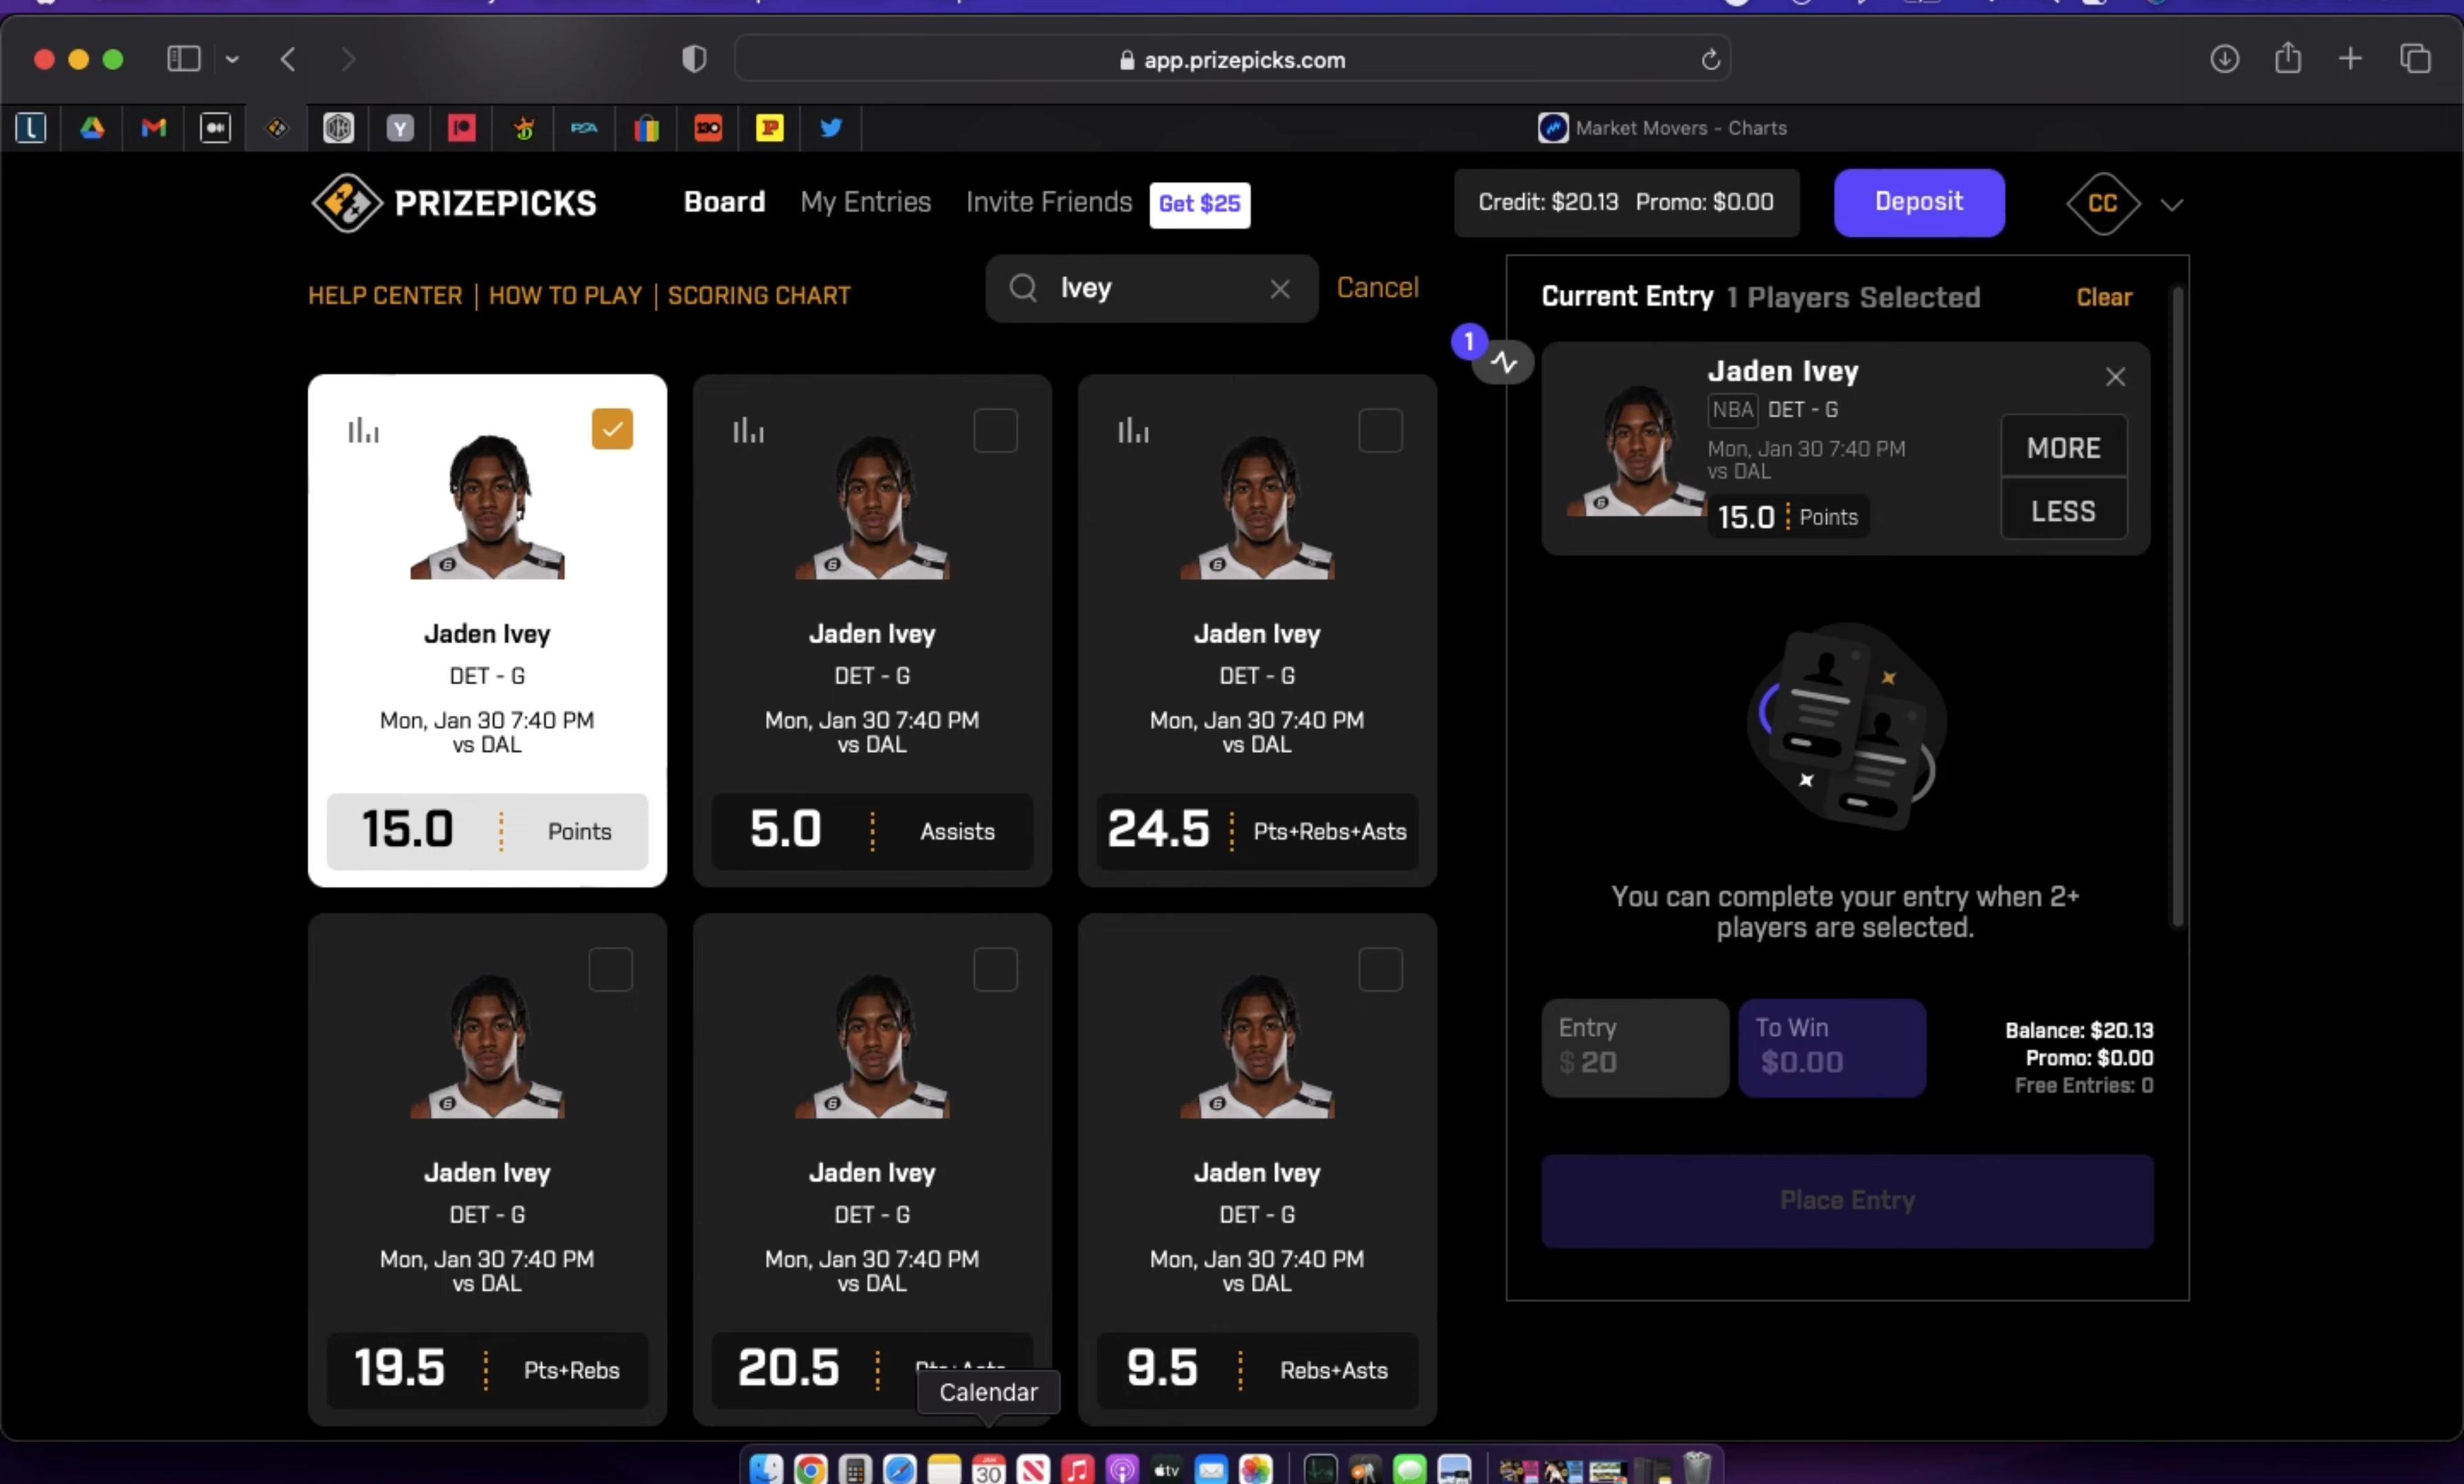 app.prizepicks.com
Market Movers - Charts
PRIZEPICKS
Board
My Entries
Invite Friends
Get $25
Credit: $20.13 Promo: $0.00
Deposit
CC
HELP CENTER | HOW TO PLAY | SCORING CHART
Ivey
Cancel
Jaden Ivey
DET - G
Mon, Jan 30 7:40 PM
vs DAL
15.0
Points
Jaden Ivey
DET - G
Mon, Jan 30 7:40 PM
vs DAL
5.0
Assists
Jaden Ivey
DET - G
Mon, Jan 30 7:40 PM
vs DAL
24.5
Pts+Rebs+Asts
Jaden Ivey
DET - G
Mon, Jan 30 7:40 PM
vs DAL
19.5
Pts+Rebs
Jaden Ivey
DET - G
Mon, Jan 30 7:40 PM
vs DAL
20.5
Jaden Ivey
DET - G
Mon, Jan 30 7:40 PM
vs DAL
9.5
Rebs+Asts
Current Entry 1 Players Selected
Clear
1
Jaden Ivey
NBA DET - G
Mon, Jan 30 7:40 PM
vs DAL
15.0 Points
MORE
LESS
You can complete your entry when 2+
players are selected.
Entry
$ 20
To Win
$0.00
Balance: $20.13
Promo: $0.00
Free Entries: 0
Place Entry
Calendar
JAN
30
tv